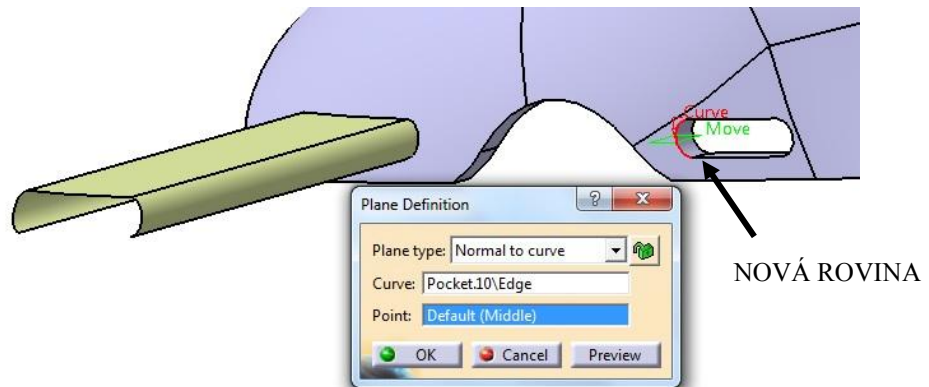 Curve
Move
Plane Definition
Plane type: Normal to curve
Curve: Pocket.10\Edge
Point: Default (Middle)
OK Cancel Preview
NOVÁ ROVINA